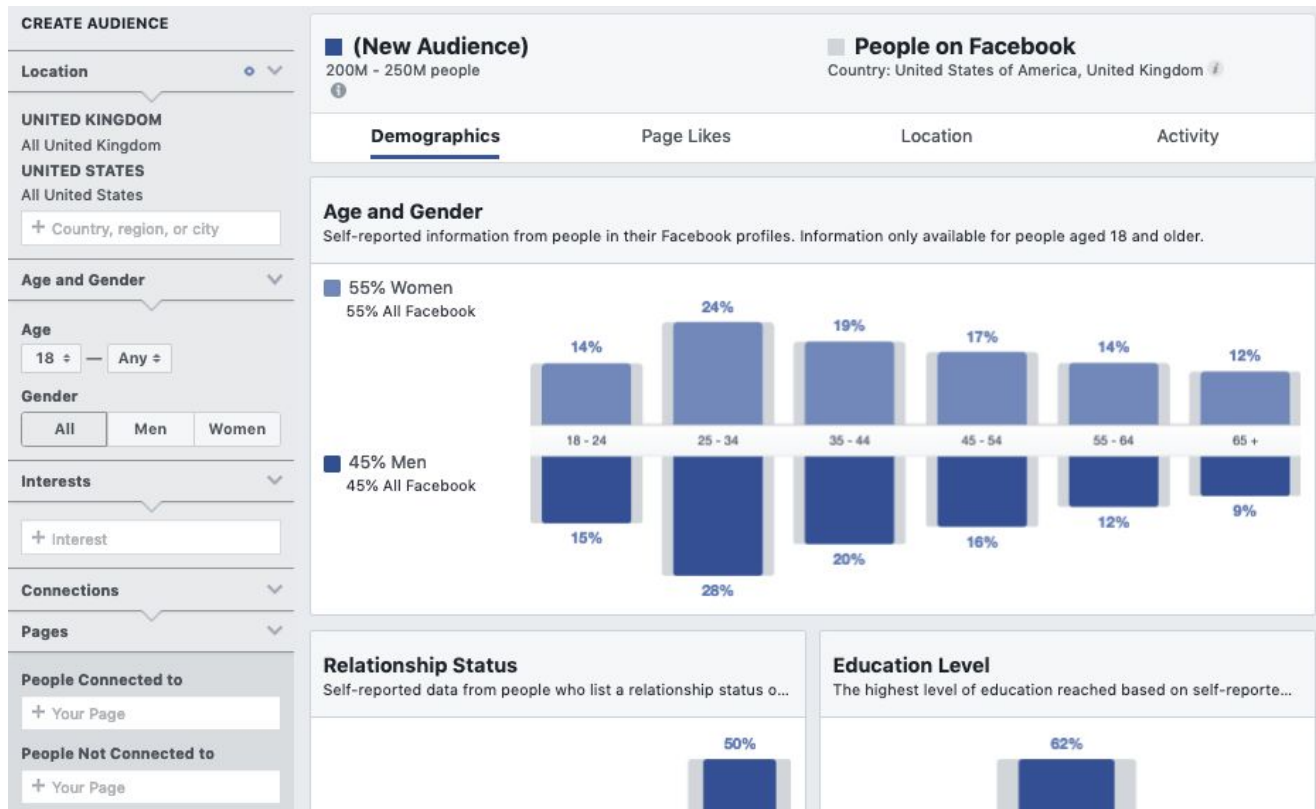 CREATE AUDIENCE
Location
UNITED KINGDOM
All United Kingdom
UNITED STATES
All United States
+ Country, region, or city
Age and Gender
Age
18 — Any
Gender
All Men Women
Interests
+ Interest
Connections
Pages
People Connected to
+ Your Page
People Not Connected to
+ Your Page
(New Audience)
200M - 250M people
People on Facebook
Country: United States of America, United Kingdom
Demographics Page Likes Location Activity
Age and Gender
Self-reported information from people in their Facebook profiles. Information only available for people aged 18 and older.
55% Women
55% All Facebook
14% 24% 19% 17% 14% 12%
18 - 24 25 - 34 35 - 44 45 - 54 55 - 64 65 +
45% Men
45% All Facebook
15% 28% 20% 16% 12% 9%
Relationship Status
Self-reported data from people who list a relationship status o...
50%
Education Level
The highest level of education reached based on self-reporte...
62%